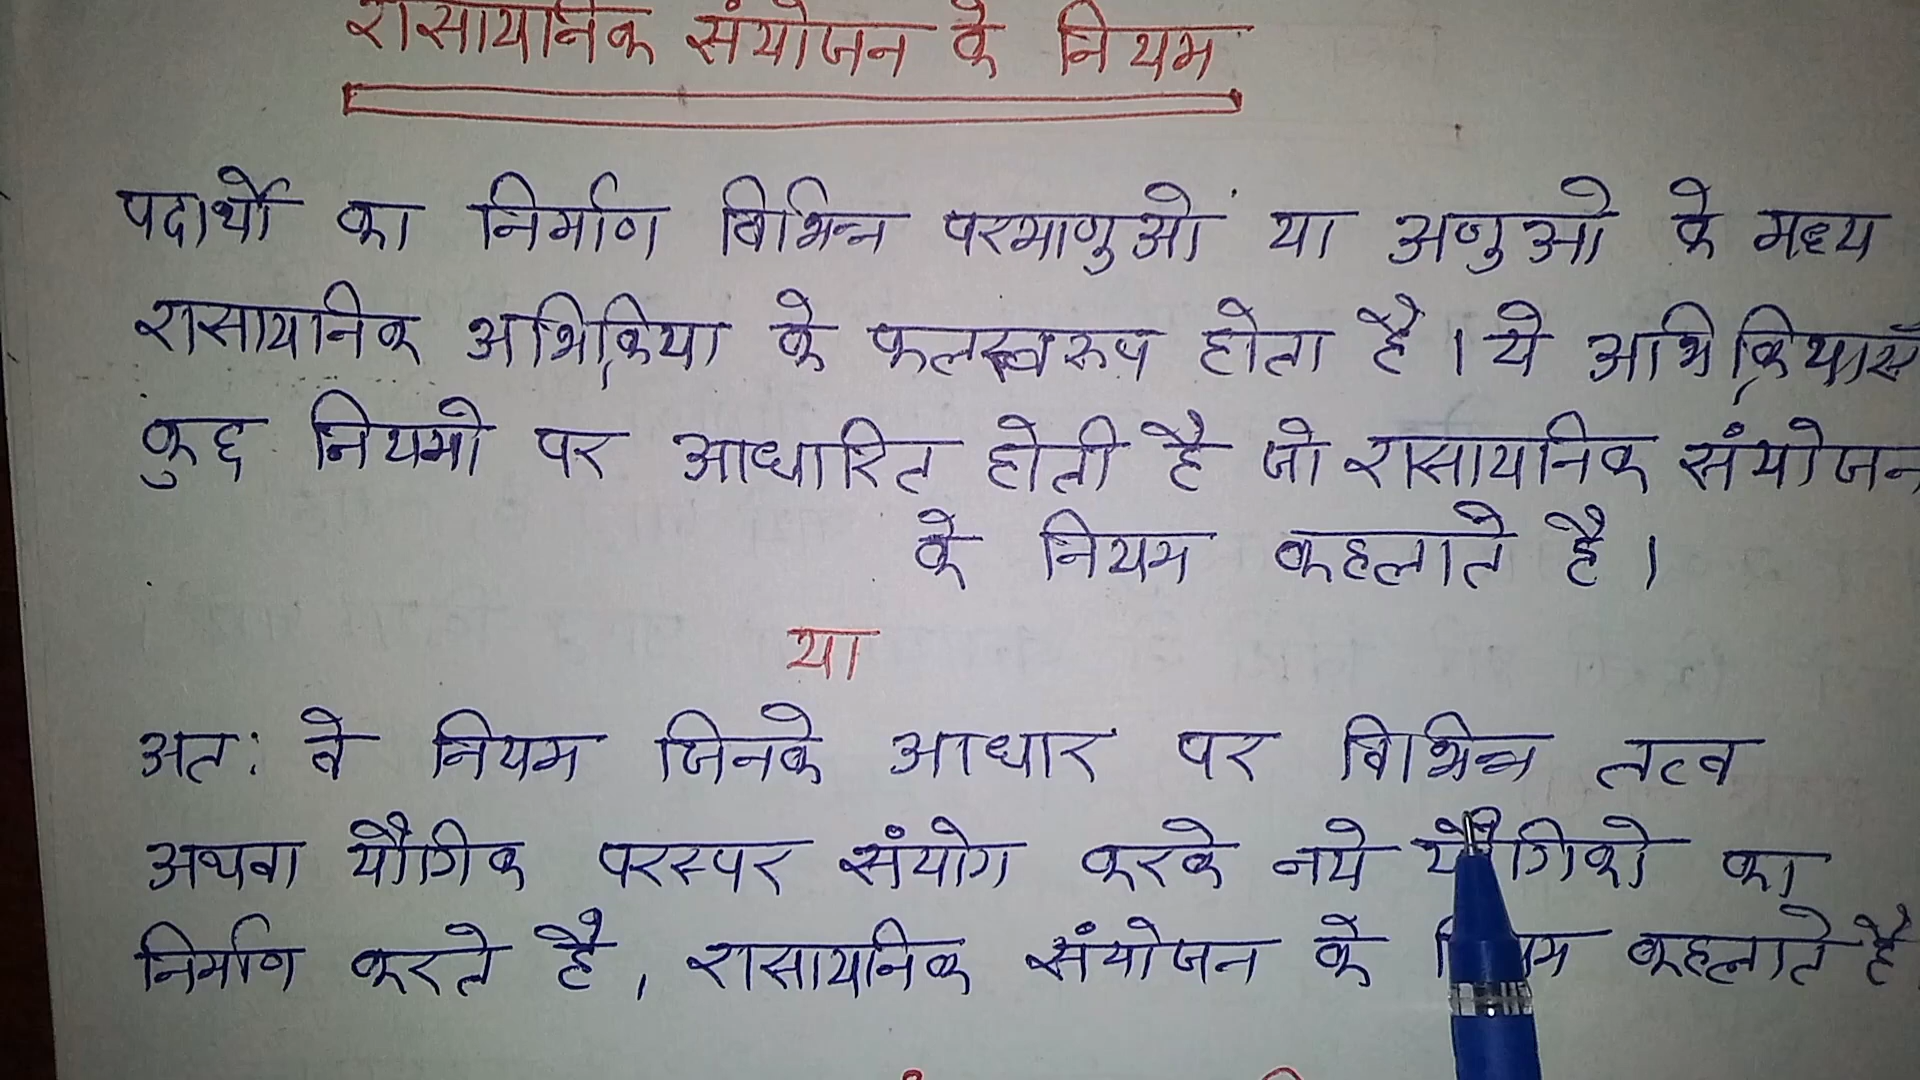 रासायनिक संयोजन के नियम
पदार्थो का निर्माण विभिन्न परमाणुओं या अणुओ के मध्य
रासायनिक अभिक्रिया के फलस्वरूप होता है। ये अभिक्रियाएँ
कुछ नियमो पर आधारित होती है जो रासायनिक संयोजन
के नियम कहलाते है।
या
अत: वे नियम जिनके आधार पर विभिन्न तत्व
अथवा यौगिक परस्पर संयोग करके नये यौगिको का
निर्माण करते है, रासायनिक संयोजन के कहलाते है